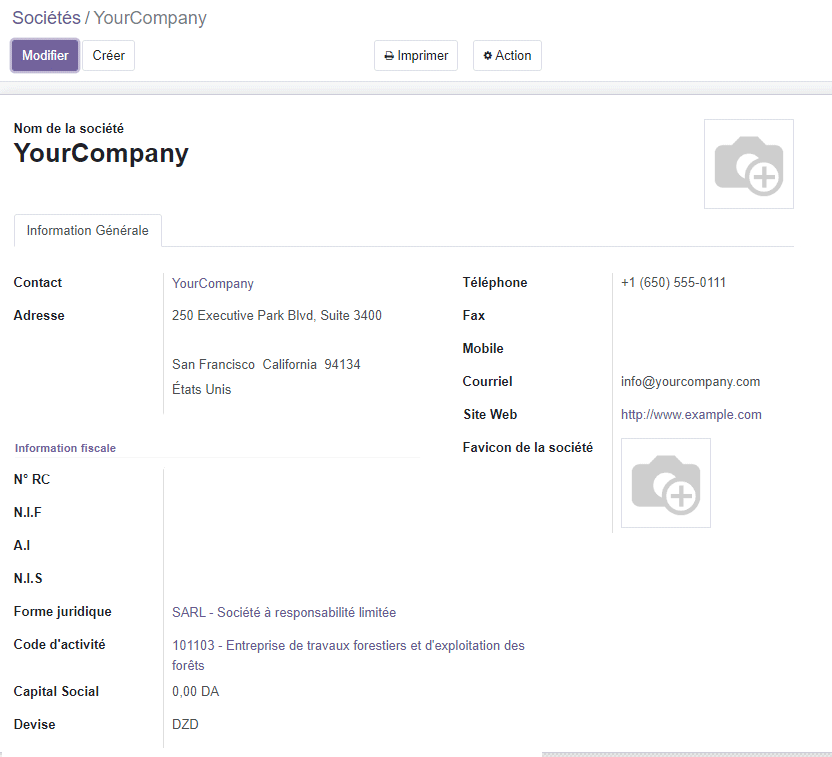 Sociétés / YourCompany
Modifier
Créer
Imprimer
Action
Nom de la société
YourCompany
Information Générale
Contact
YourCompany
Adresse
250 Executive Park Blvd, Suite 3400
San Francisco California 94134
États Unis
Téléphone
+1 (650) 555-0111
Fax
Mobile
Courriel
info@yourcompany.com
Site Web
http://www.example.com
Favicon de la société
Information fiscale
N° RC
N.I.F
A.I
N.I.S
Forme juridique
SARL - Société à responsabilité limitée
Code d'activité
101103 - Entreprise de travaux forestiers et d'exploitation des
forêts
Capital Social
0,00 DA
Devise
DZD